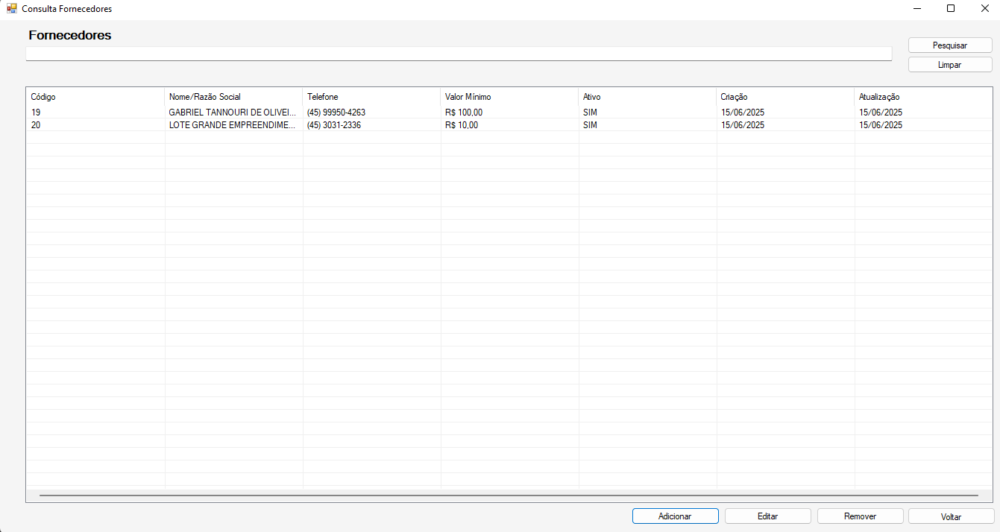 Consulta Fornecedores
Fornecedores
Pesquisar
Limpar
Código Nome/Razão Social Telefone Valor Mínimo Ativo Criação Atualização
19 GABRIEL TANNOURI DE OLIVEI... (45) 99950-4263 R$ 100,00 SIM 15/06/2025 15/06/2025
20 LOTE GRANDE EMPREENDIME... (45) 3031-2336 R$ 10,00 SIM 15/06/2025 15/06/2025
Adicionar Editar Remover Voltar